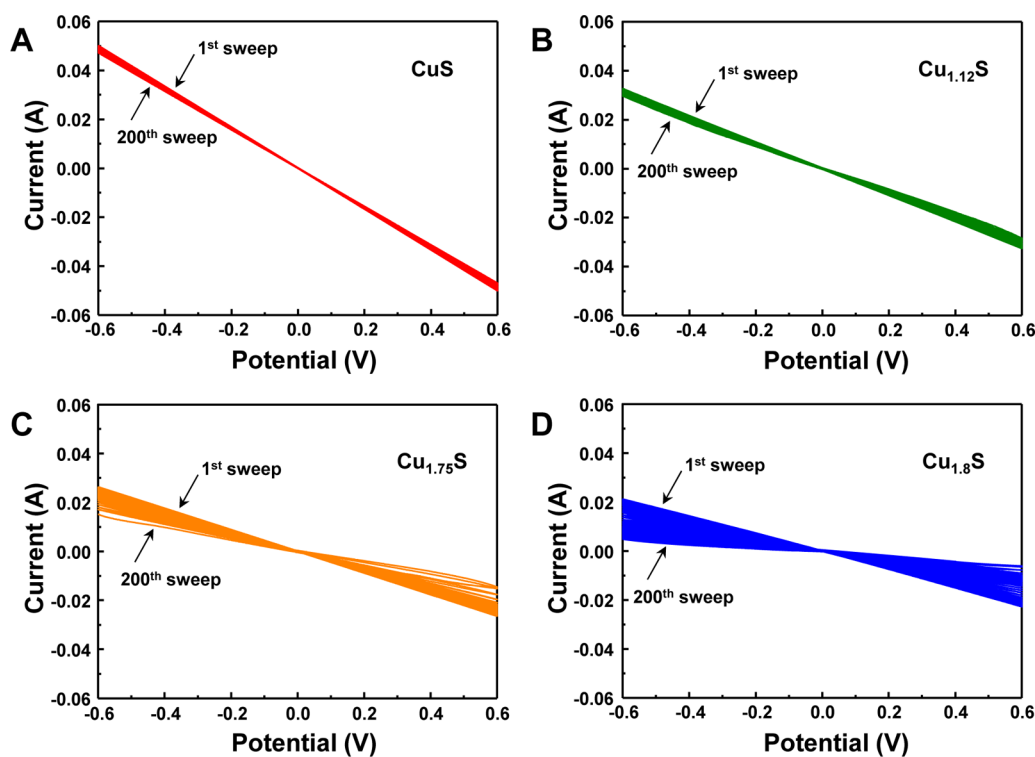 A
CuS
1st sweep
200th sweep
0.06
0.04
0.02
0.00
-0.02
-0.04
-0.06
Current (A)
-0.6 -0.4 -0.2 0.0 0.2 0.4 0.6
Potential (V)
B
Cu1.12S
1st sweep
200th sweep
0.06
0.04
0.02
0.00
-0.02
-0.04
-0.06
Current (A)
-0.6 -0.4 -0.2 0.0 0.2 0.4 0.6
Potential (V)
C
Cu1.75S
1st sweep
200th sweep
0.06
0.04
0.02
0.00
-0.02
-0.04
-0.06
Current (A)
-0.6 -0.4 -0.2 0.0 0.2 0.4 0.6
Potential (V)
D
Cu1.8S
1st sweep
200th sweep
0.06
0.04
0.02
0.00
-0.02
-0.04
-0.06
Current (A)
-0.6 -0.4 -0.2 0.0 0.2 0.4 0.6
Potential (V)